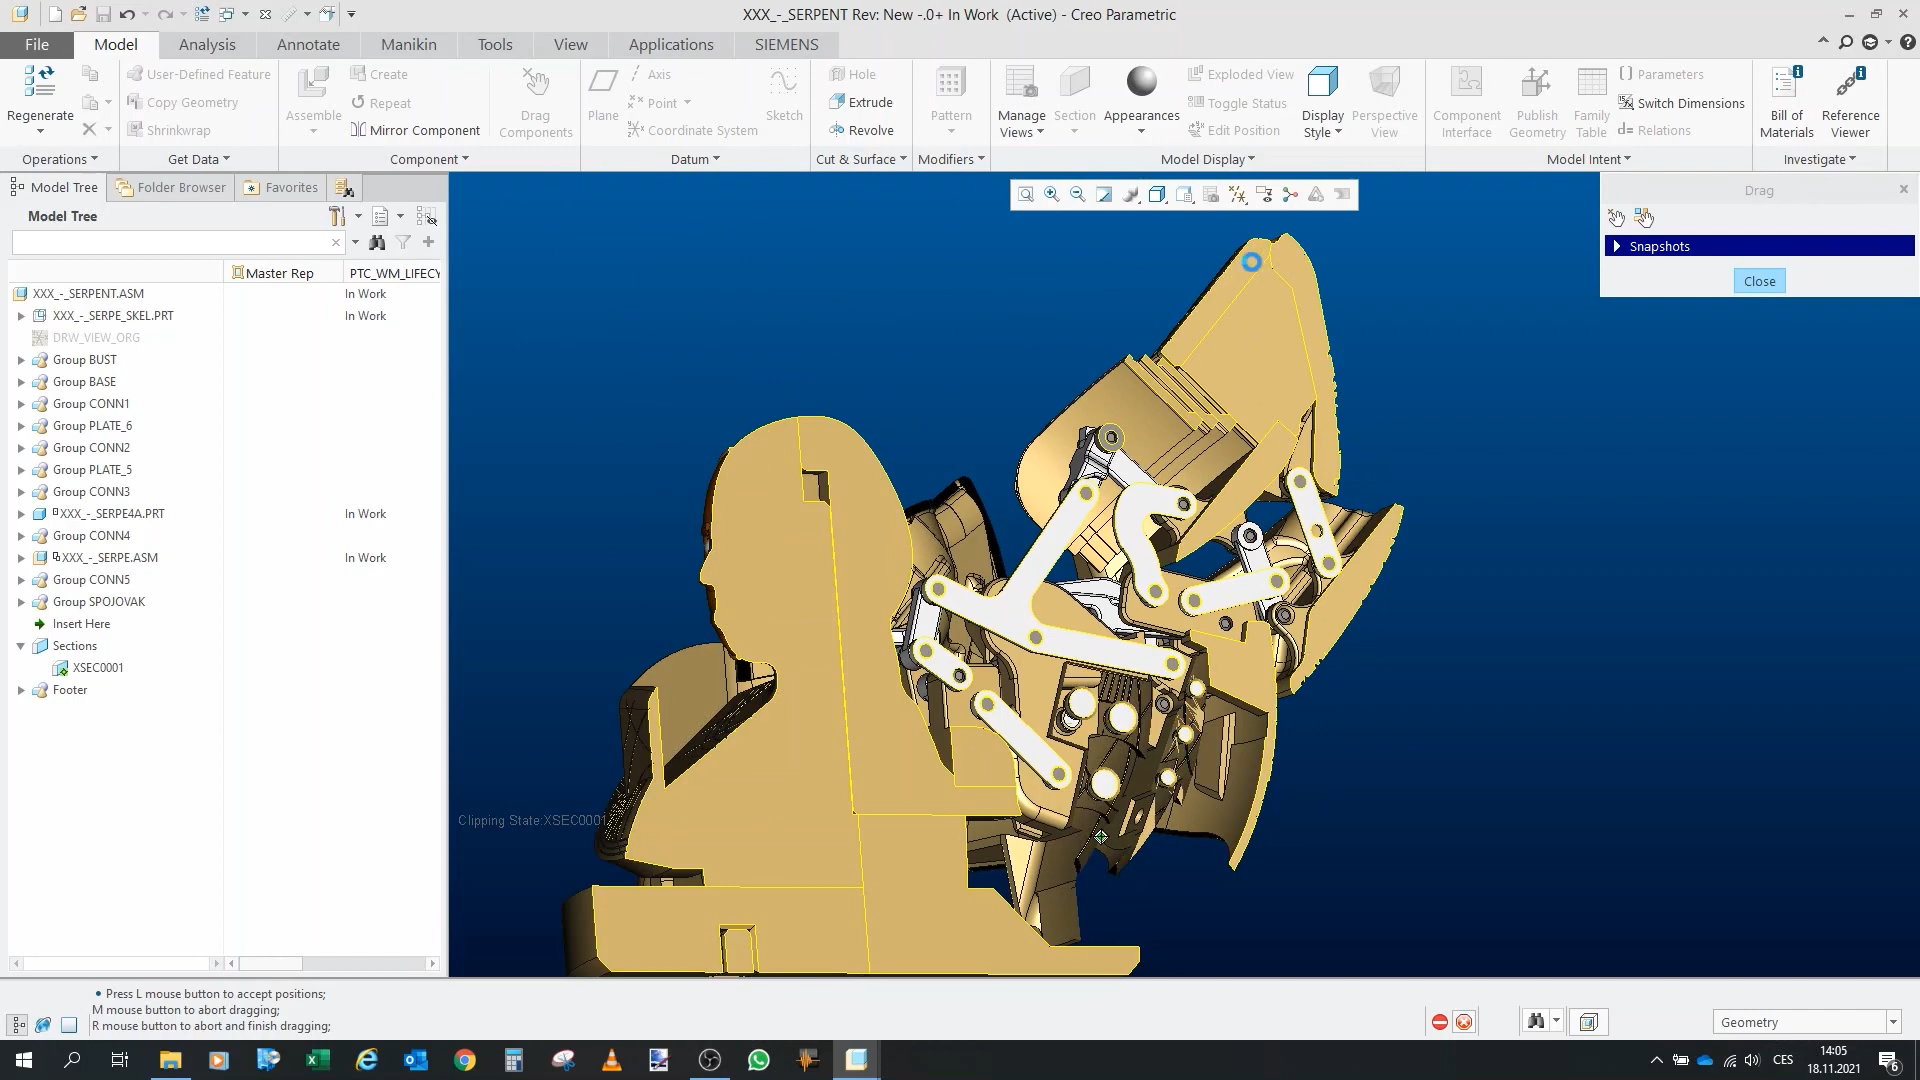 XXX_-_SERPENT Rev: New -.0+ In Work (Active) - Creo Parametric
File Model Analysis Annotate Manikin Tools View Applications SIEMENS
Regenerate
Operations
User-Defined Feature
Copy Geometry
Shrinkwrap
Get Data
Assemble
Create
Repeat
Mirror Component
Drag
Components
Component
Plane
Axis
Point
Coordinate System
Sketch
Datum
Hole
Extrude
Revolve
Cut & Surface
Pattern
Modifiers
Manage
Views
Section
Appearances
Exploded View
Toggle Status
Edit Position
Display
Style
Perspective
View
Model Display
Component
Interface
Publish
Geometry
Family
Table
Parameters
Switch Dimensions
Relations
Model Intent
Bill of
Materials
Reference
Viewer
Investigate
Model Tree Folder Browser Favorites
Model Tree
Master Rep PTC_WM_LIFECY
XXX_-_SERPENT.ASM In Work
XXX_-_SERPE_SKEL.PRT In Work
DRW_VIEW_ORG
Group BUST
Group BASE
Group CONN1
Group PLATE_6
Group CONN2
Group PLATE_5
Group CONN3
XXX_-_SERPE4A.PRT In Work
Group CONN4
XXX_-_SERPE.ASM In Work
Group CONN5
Group SPOJOVAK
Insert Here
Sections
XSEC0001
Footer
Clipping State:XSEC0001
Drag
Snapshots
Close
• Press L mouse button to accept positions;
M mouse button to abort dragging;
R mouse button to abort and finish dragging;
Geometry
CES
14:05
18.11.2021
6